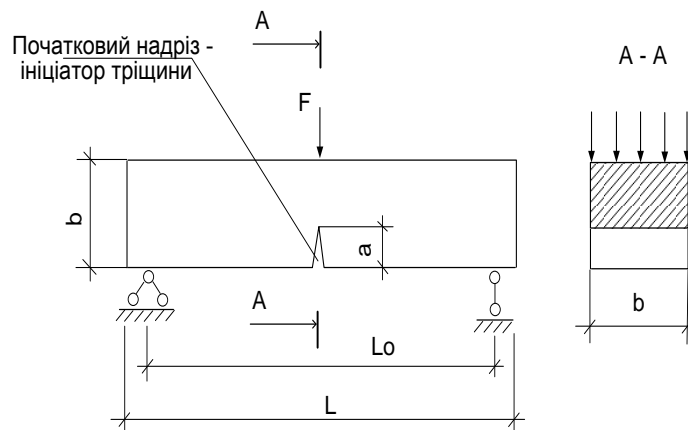 A
Початковий надріз -
ініціатор тріщини
A - A
F
b
a
A
Lo
b
L